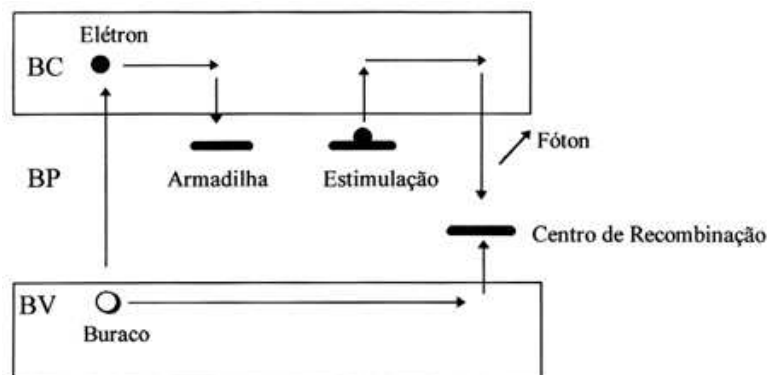 Elétron
BC
Fóton
BP
Armadilha
Estimulação
Centro de Recombinação
BV
Buraco